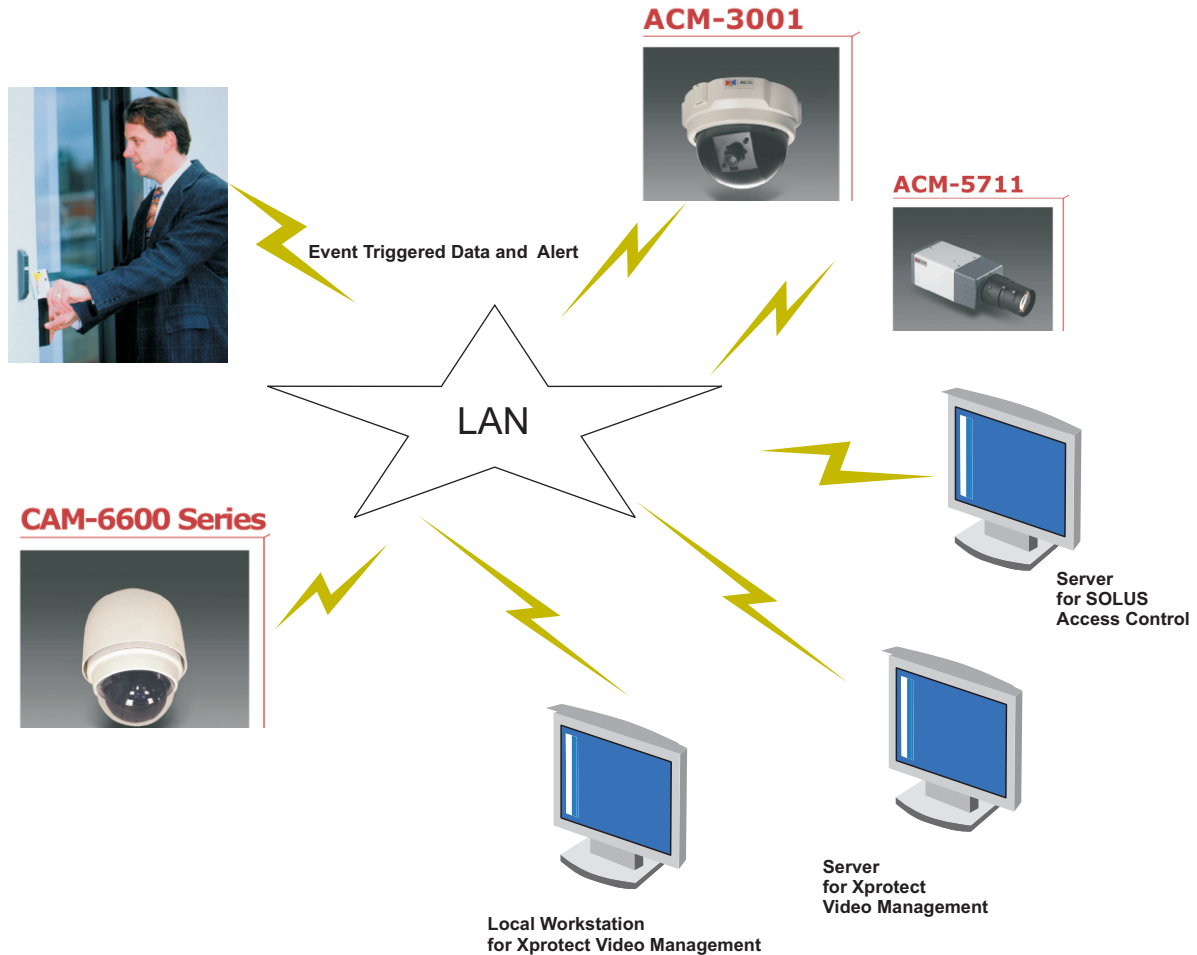 ACM-3001
ACM-5711
Event Triggered Data and Alert
LAN
CAM-6600 Series
Server
for SOLUS
Access Control
Server
for Xprotect
Video Management
Local Workstation
for Xprotect Video Management